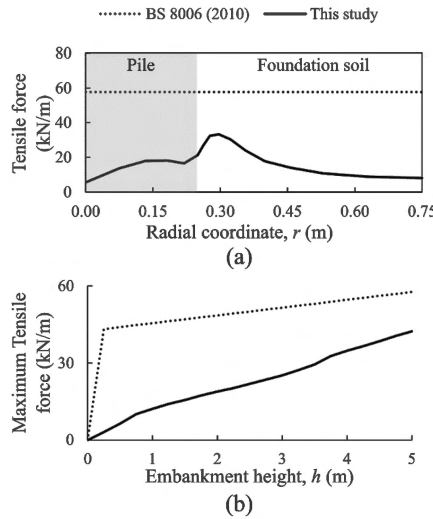 BS 8006 (2010) This study
Pile Foundation soil
Tensile force
(kN/m)
80
60
40
20
0
0.00 0.15 0.30 0.45 0.60 0.75
Radial coordinate, r (m)
(a)
Maximum Tensile
force (kN/m)
60
30
0
0 1 2 3 4 5
Embankment height, h (m)
(b)